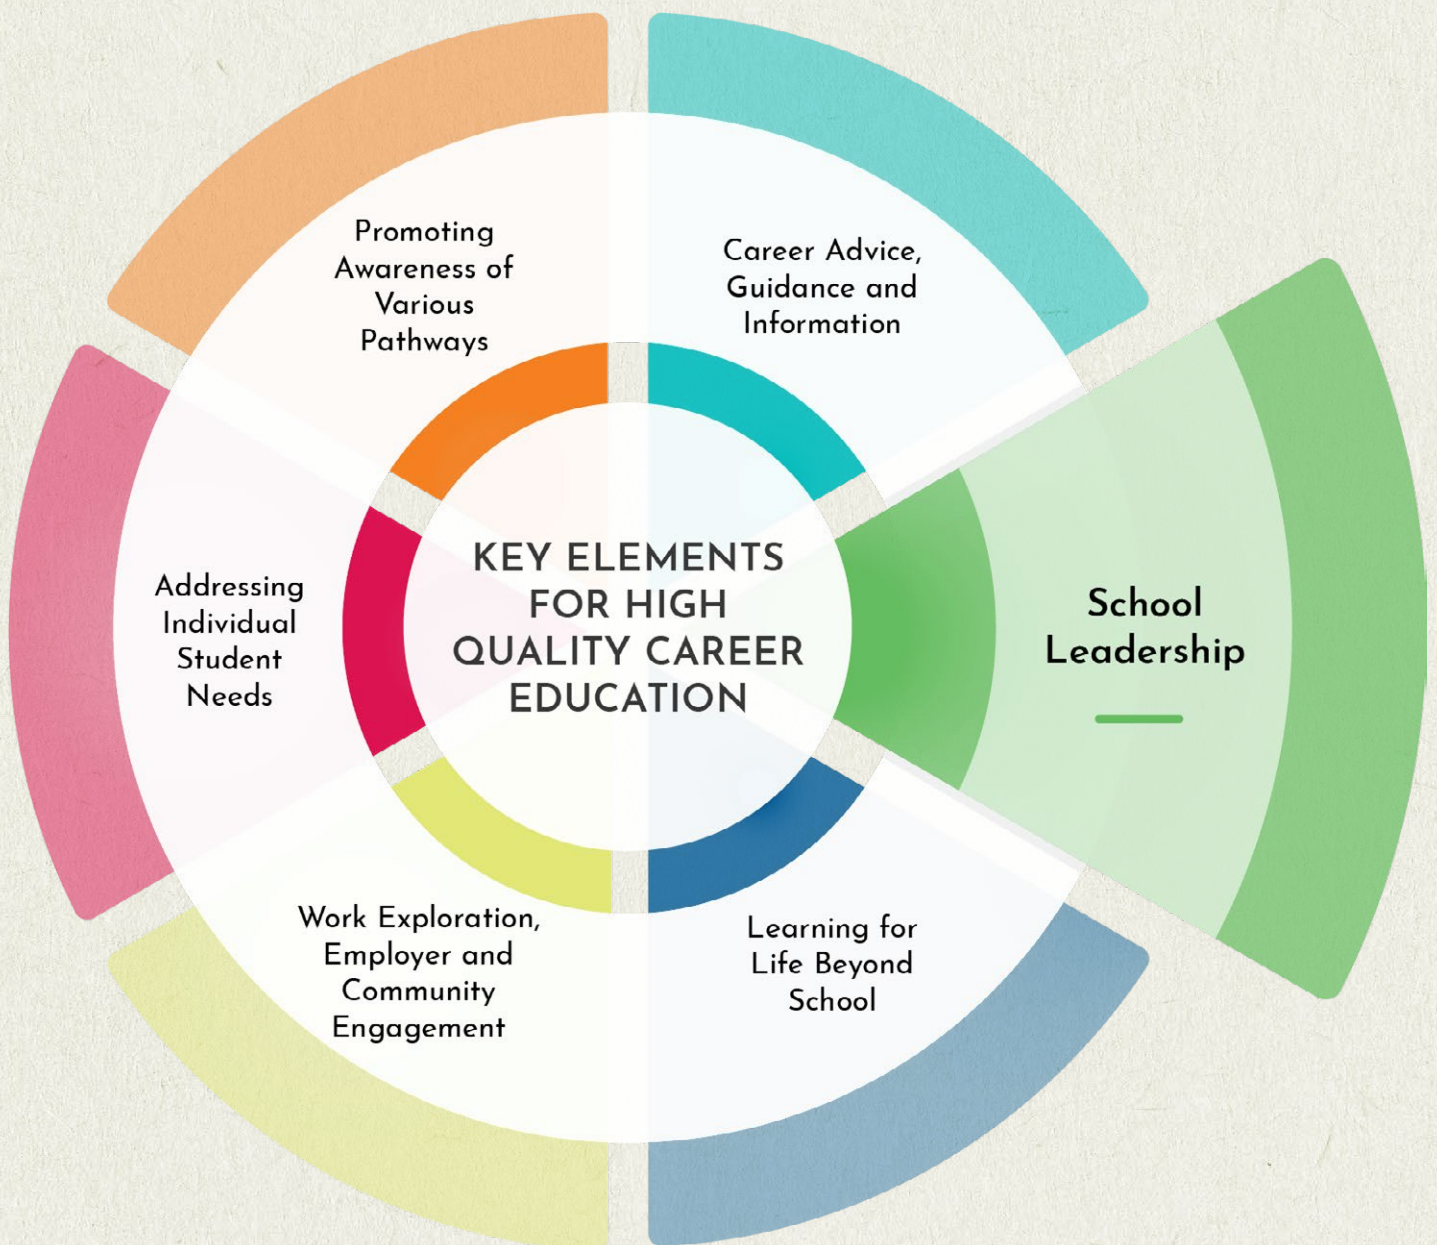 Promoting
Awareness of
Various
Pathways
Career Advice,
Guidance and
Information
Addressing
Individual
Student
Needs
KEY ELEMENTS
FOR HIGH
QUALITY CAREER
EDUCATION
School
Leadership
Work Exploration,
Employer and
Community
Engagement
Learning for
Life Beyond
School